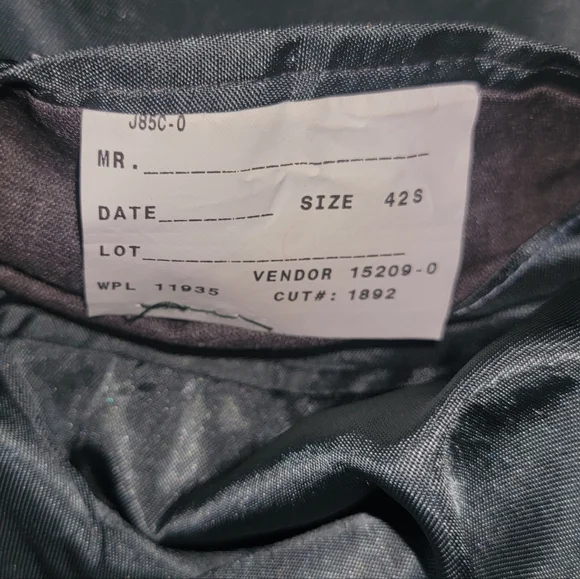 J85C-0
MR.
DATE SIZE 42S
LOT
VENDOR 15209-0
WPL 11935 CUT#: 1892